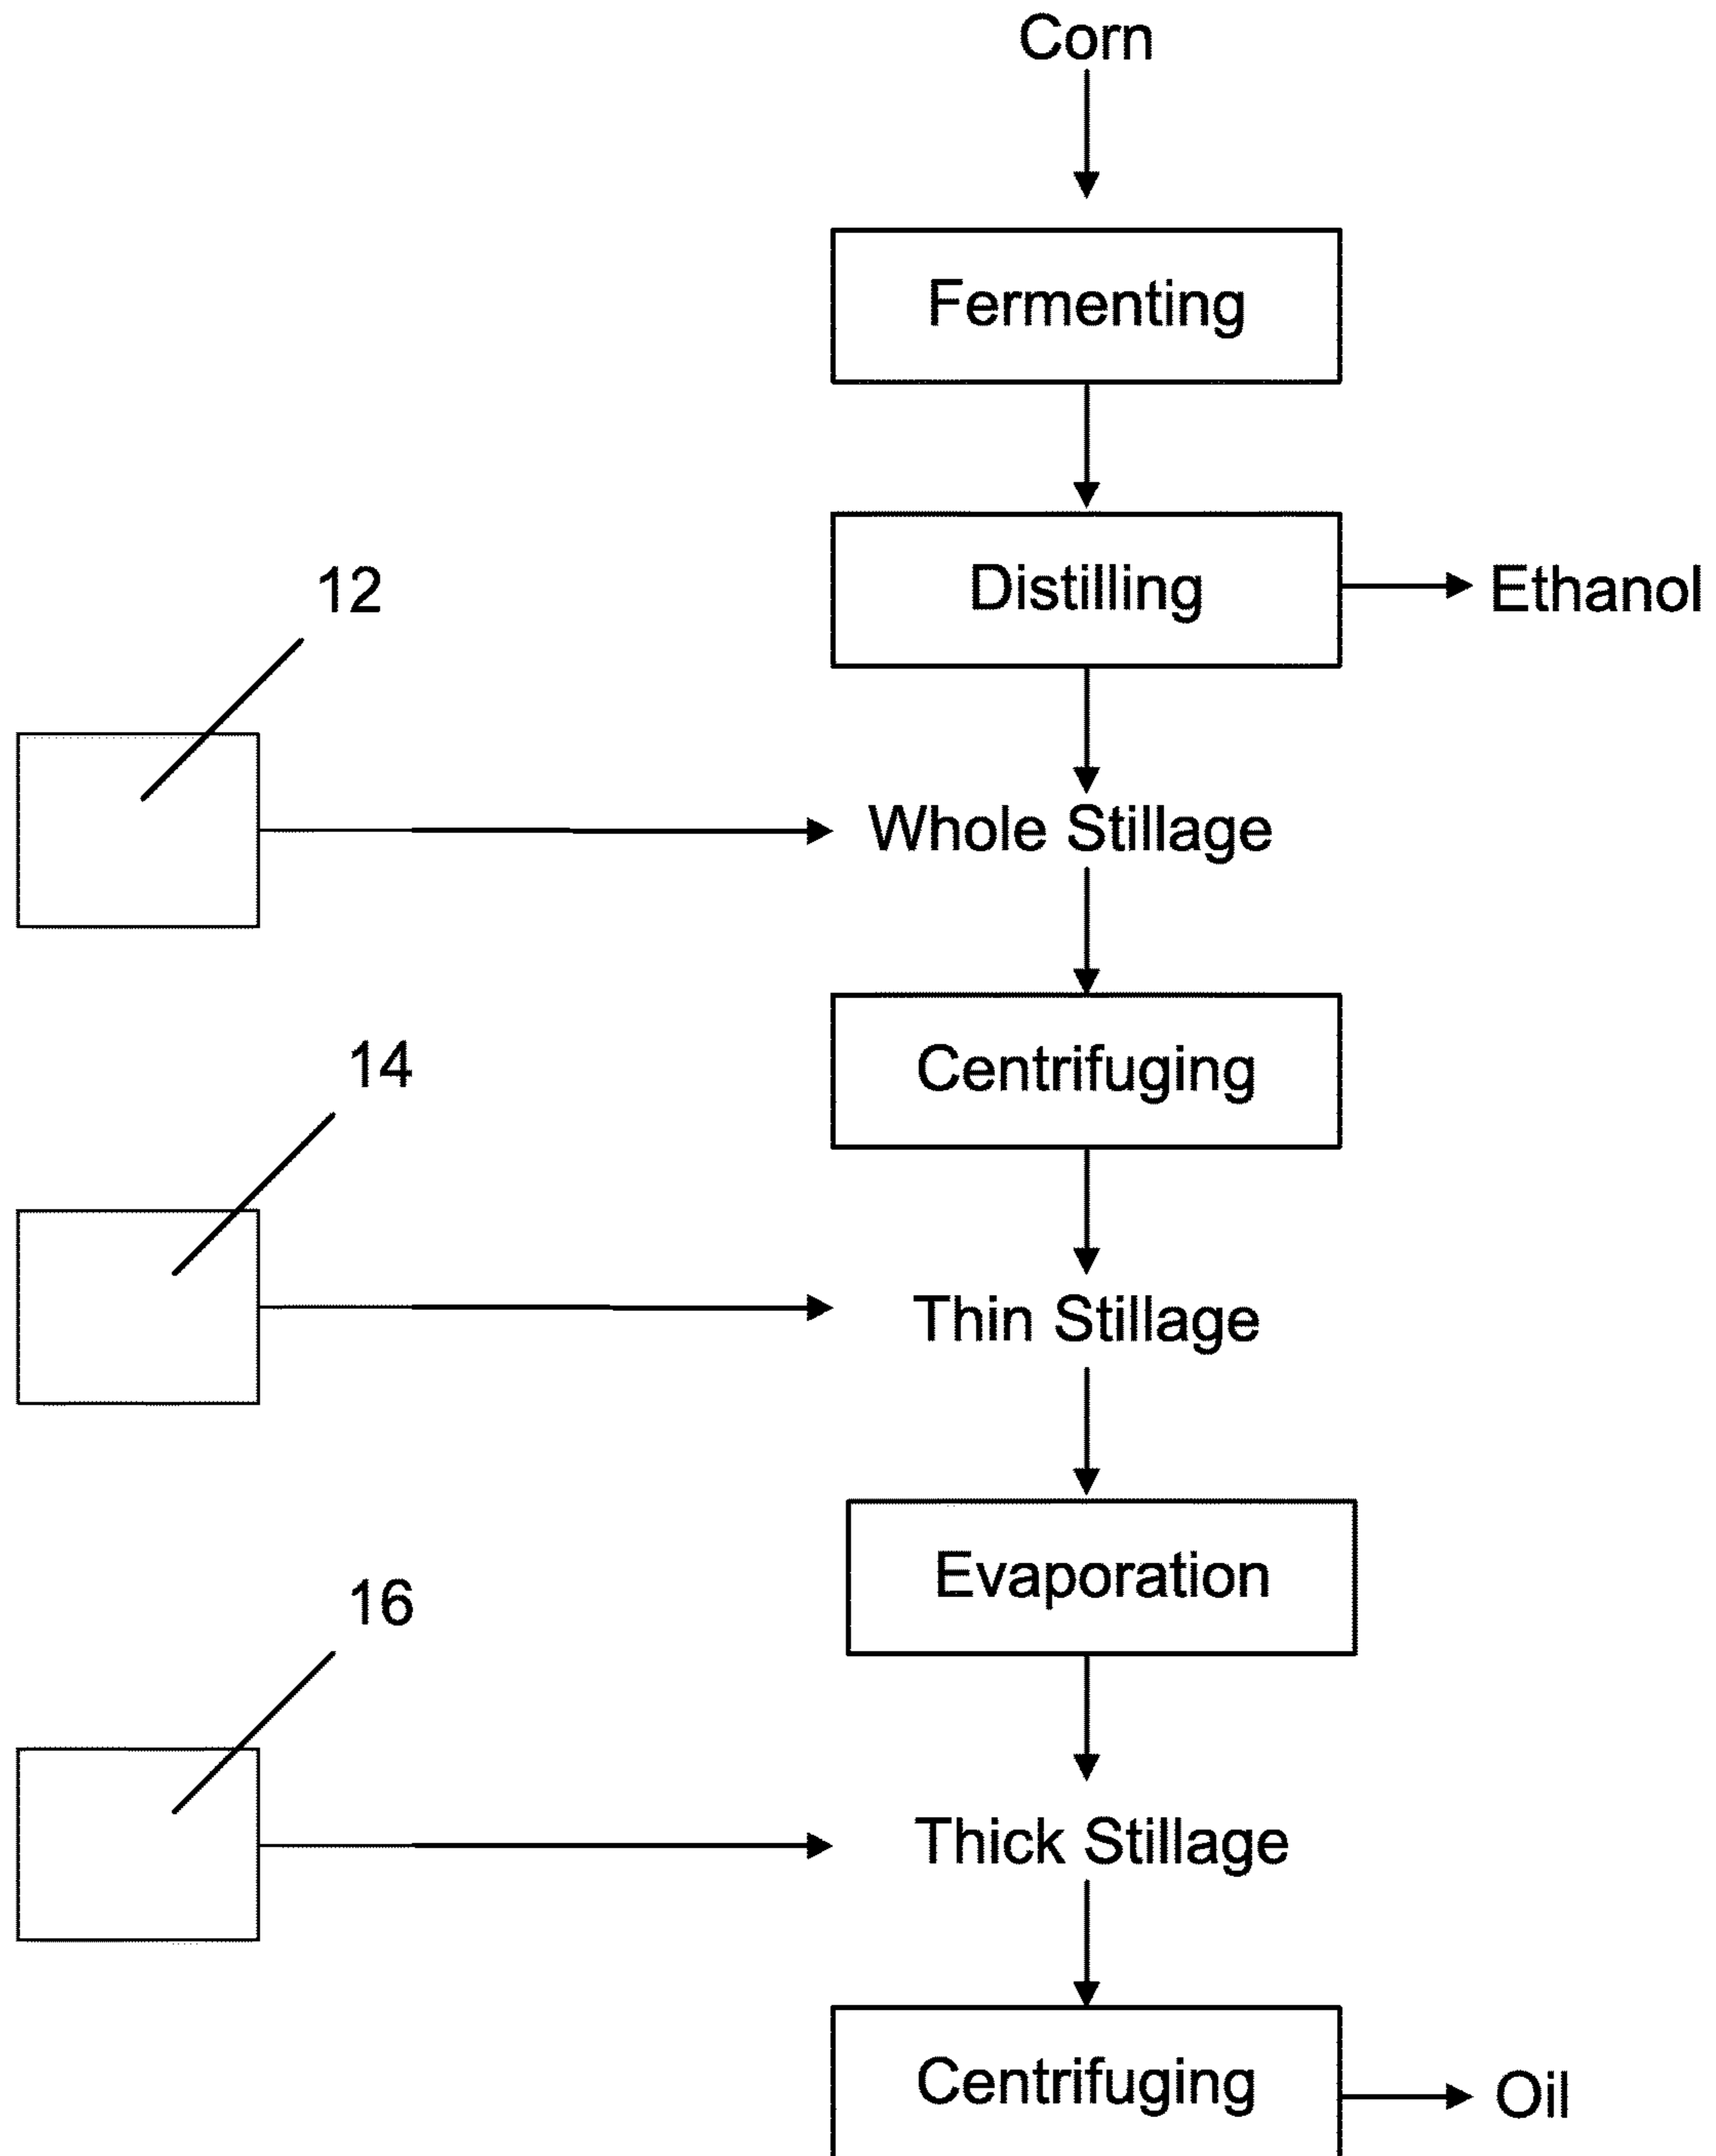 Corn
Fermenting
Distilling
Ethanol
12
Whole Stillage
Centrifuging
14
Thin Stillage
Evaporation
16
Thick Stillage
Centrifuging
Oil